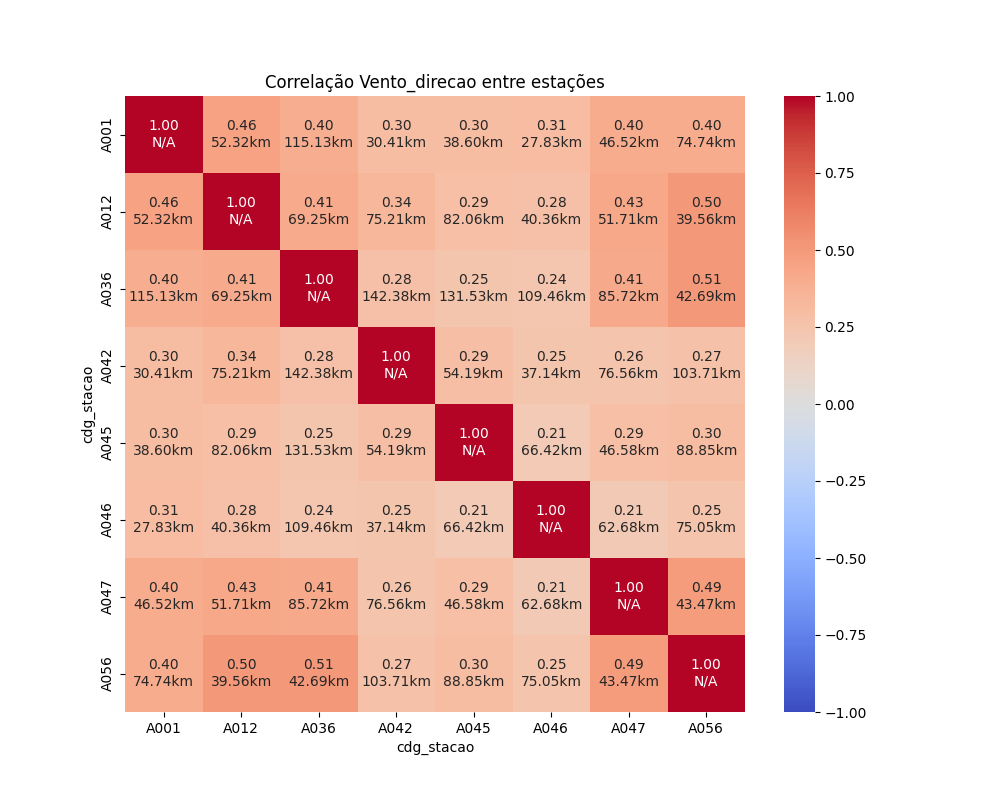 Correlação Vento_direcao entre estações
cdg_stacao
A001
1.00 0.46 0.40 0.30 0.30 0.31 0.40 0.40
N/A 52.32km 115.13km 30.41km 38.60km 27.83km 46.52km 74.74km
A012
0.46 1.00 0.41 0.34 0.29 0.28 0.43 0.50
52.32km N/A 69.25km 75.21km 82.06km 40.36km 51.71km 39.56km
A036
0.40 0.41 1.00 0.28 0.25 0.24 0.41 0.51
115.13km 69.25km N/A 142.38km 131.53km 109.46km 85.72km 42.69km
A042
0.30 0.34 0.28 1.00 0.29 0.25 0.26 0.27
30.41km 75.21km 142.38km N/A 54.19km 37.14km 76.56km 103.71km
A045
0.30 0.29 0.25 0.29 1.00 0.21 0.29 0.30
38.60km 82.06km 131.53km 54.19km N/A 66.42km 46.58km 88.85km
A046
0.31 0.28 0.24 0.25 0.21 1.00 0.21 0.25
27.83km 40.36km 109.46km 37.14km 66.42km N/A 62.68km 75.05km
A047
0.40 0.43 0.41 0.26 0.29 0.21 1.00 0.49
46.52km 51.71km 85.72km 76.56km 46.58km 62.68km N/A 43.47km
A056
0.40 0.50 0.51 0.27 0.30 0.25 0.49 1.00
74.74km 39.56km 42.69km 103.71km 88.85km 75.05km 43.47km N/A
A001 A012 A036 A042 A045 A046 A047 A056
cdg_stacao
1.00
0.75
0.50
0.25
0.00
−0.25
−0.50
−0.75
−1.00